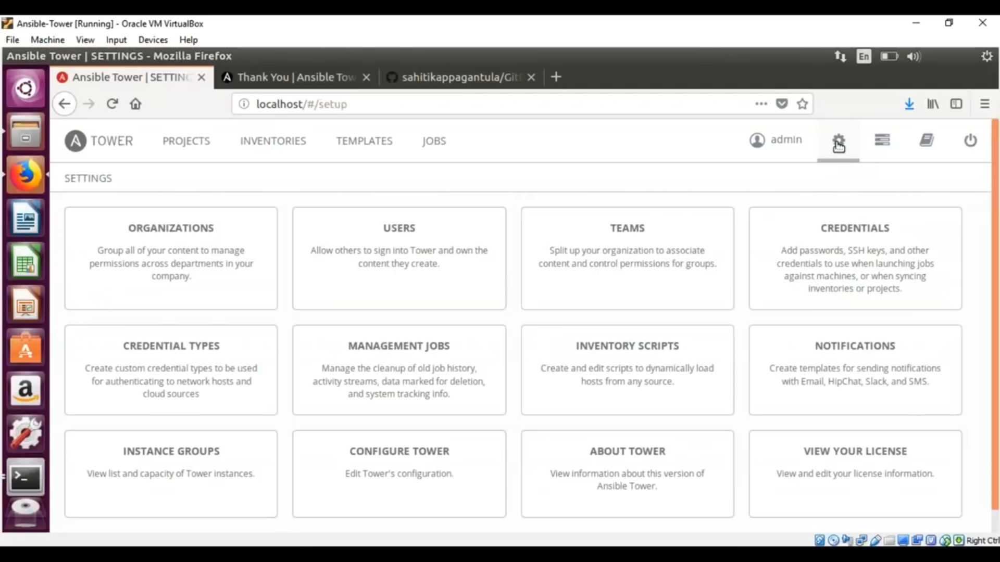 Ansible-Tower [Running] - Oracle VM VirtualBox
File Machine View Input Devices Help
Ansible Tower | SETTINGS - Mozilla Firefox
En
Ansible Tower | SETTING
Thank You | Ansible Tow
sahitikappagantula/Git
localhost/#/setup
TOWER PROJECTS INVENTORIES TEMPLATES JOBS admin
SETTINGS
ORGANIZATIONS
Group all of your content to manage
permissions across departments in your
company.
USERS
Allow others to sign into Tower and own the
content they create.
TEAMS
Split up your organization to associate
content and control permissions for groups.
CREDENTIALS
Add passwords, SSH keys, and other
credentials to use when launching jobs
against machines, or when syncing
inventories or projects.
CREDENTIAL TYPES
Create custom credential types to be used
for authenticating to network hosts and
cloud sources
MANAGEMENT JOBS
Manage the cleanup of old job history,
activity streams, data marked for deletion,
and system tracking info.
INVENTORY SCRIPTS
Create and edit scripts to dynamically load
hosts from any source.
NOTIFICATIONS
Create templates for sending notifications
with Email, HipChat, Slack, and SMS.
INSTANCE GROUPS
View list and capacity of Tower instances.
CONFIGURE TOWER
Edit Tower's configuration.
ABOUT TOWER
View information about this version of
Ansible Tower.
VIEW YOUR LICENSE
View and edit your license information.
Right Ctrl